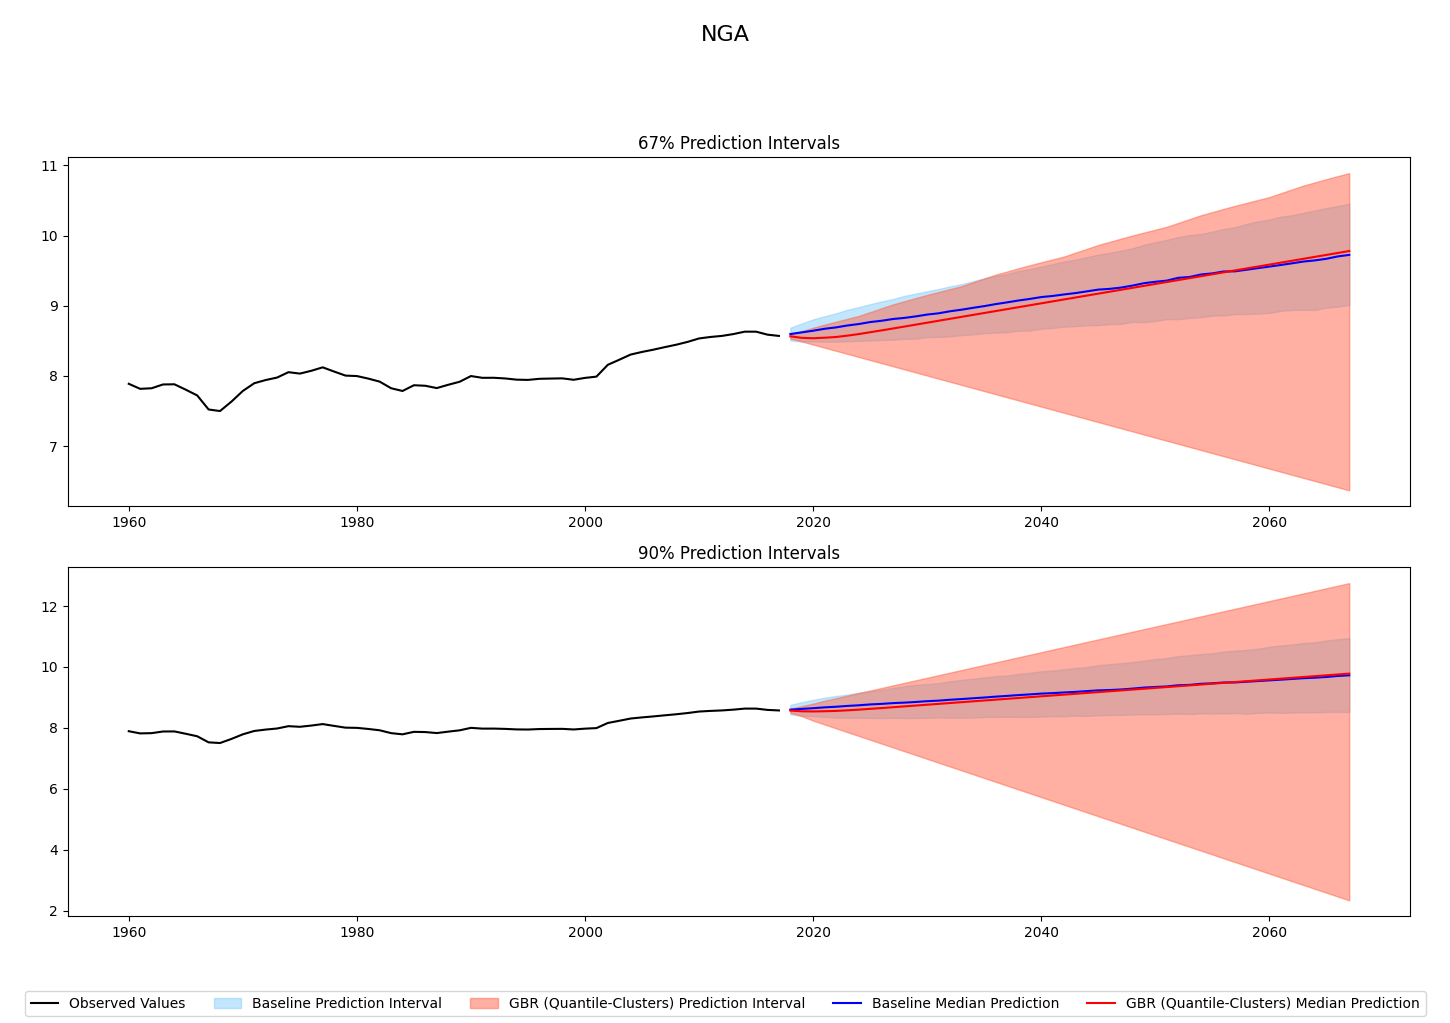 NGA
67% Prediction Intervals
11
10
9
8
7
1960 1980 2000 2020 2040 2060
90% Prediction Intervals
12
10
8
6
4
2
1960 1980 2000 2020 2040 2060
Observed Values Baseline Prediction Interval GBR (Quantile-Clusters) Prediction Interval Baseline Median Prediction GBR (Quantile-Clusters) Median Prediction